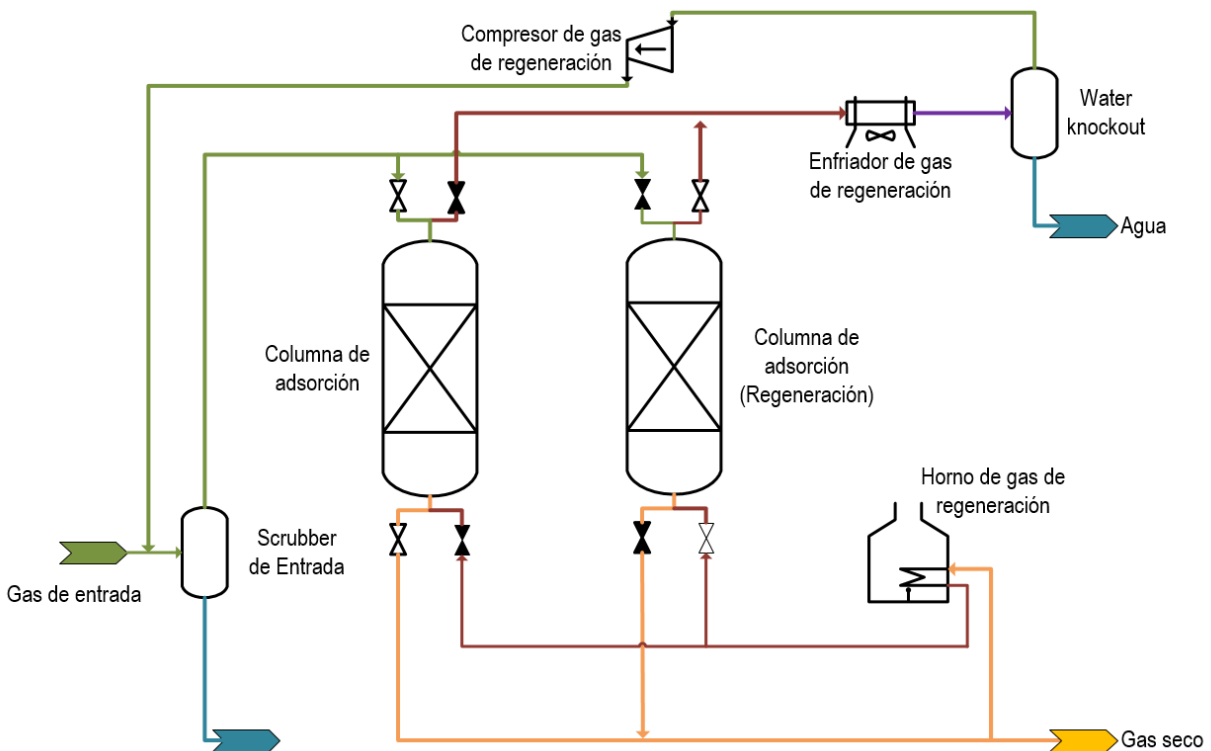 Compresor de gas
de regeneración
Water
knockout
Enfriador de gas
de regeneración
Agua
Columna de
adsorción
Columna de
adsorción
(Regeneración)
Horno de gas de
regeneración
Scrubber
de Entrada
Gas de entrada
Gas seco